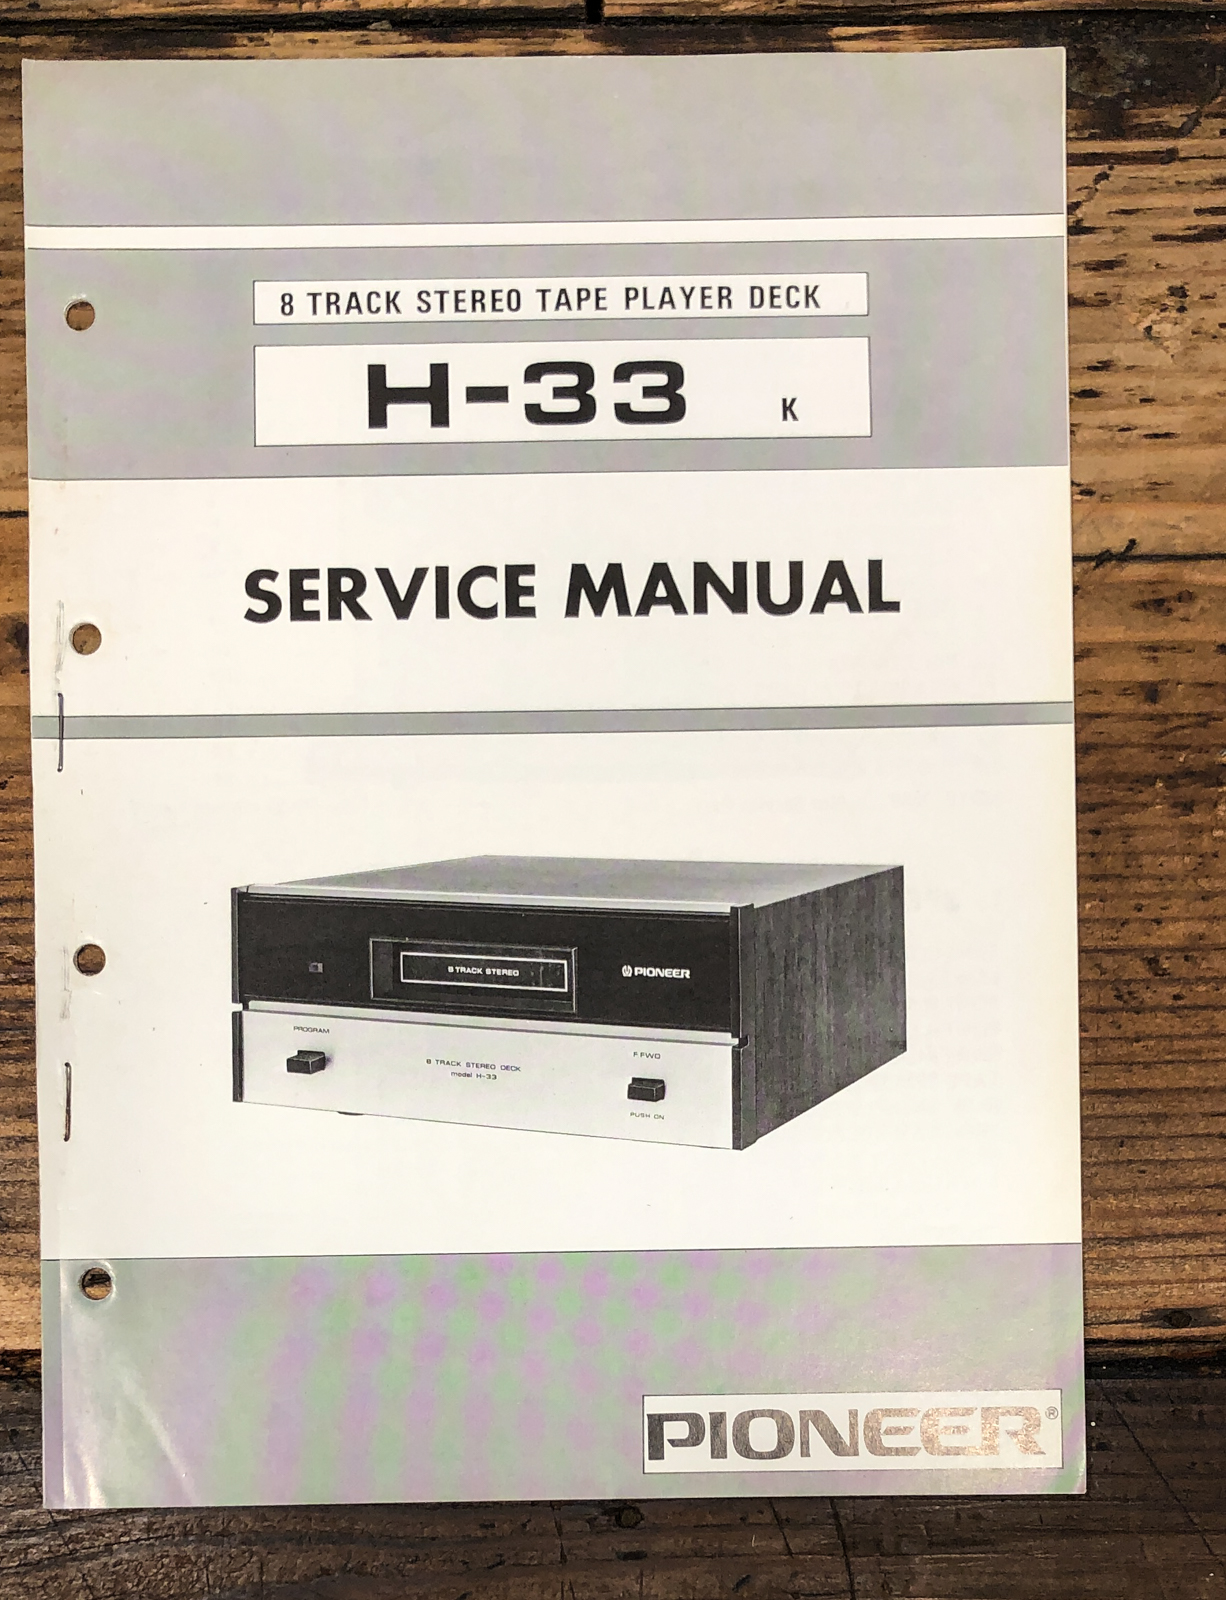 8 TRACK STEREO TAPE PLAYER DECK
H-33 K
SERVICE MANUAL
8 TRACK STEREO
PIONEER
PROGRAM
8 TRACK STEREO DECK
model H-33
F.FWD
PUSH ON
PIONEER®